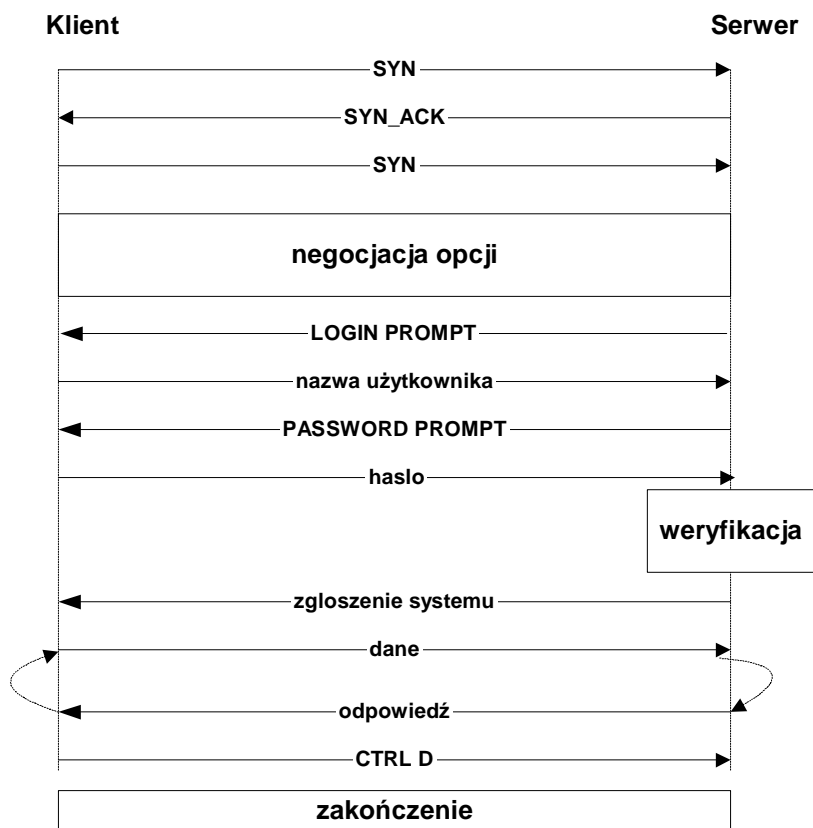 Klient
Serwer
SYN
SYN_ACK
SYN
negocjacja opcji
LOGIN PROMPT
nazwa użytkownika
PASSWORD PROMPT
haslo
weryfikacja
zgloszenie systemu
dane
odpowiedź
CTRL D
zakończenie